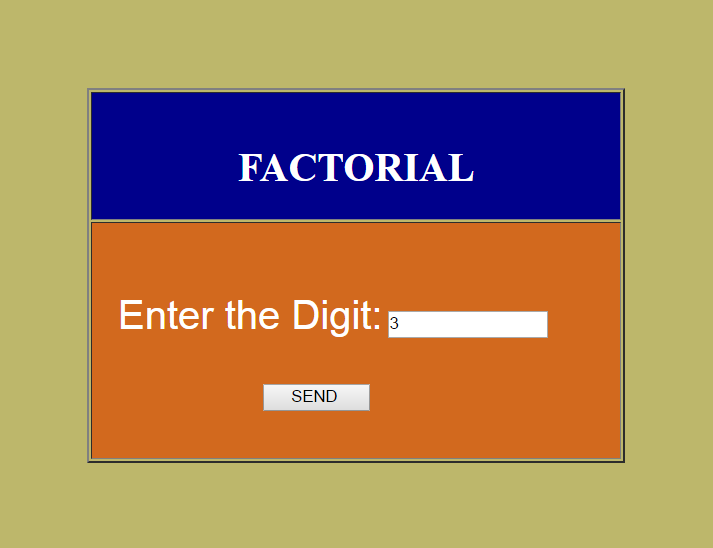 FACTORIAL
Enter the Digit: 3
SEND